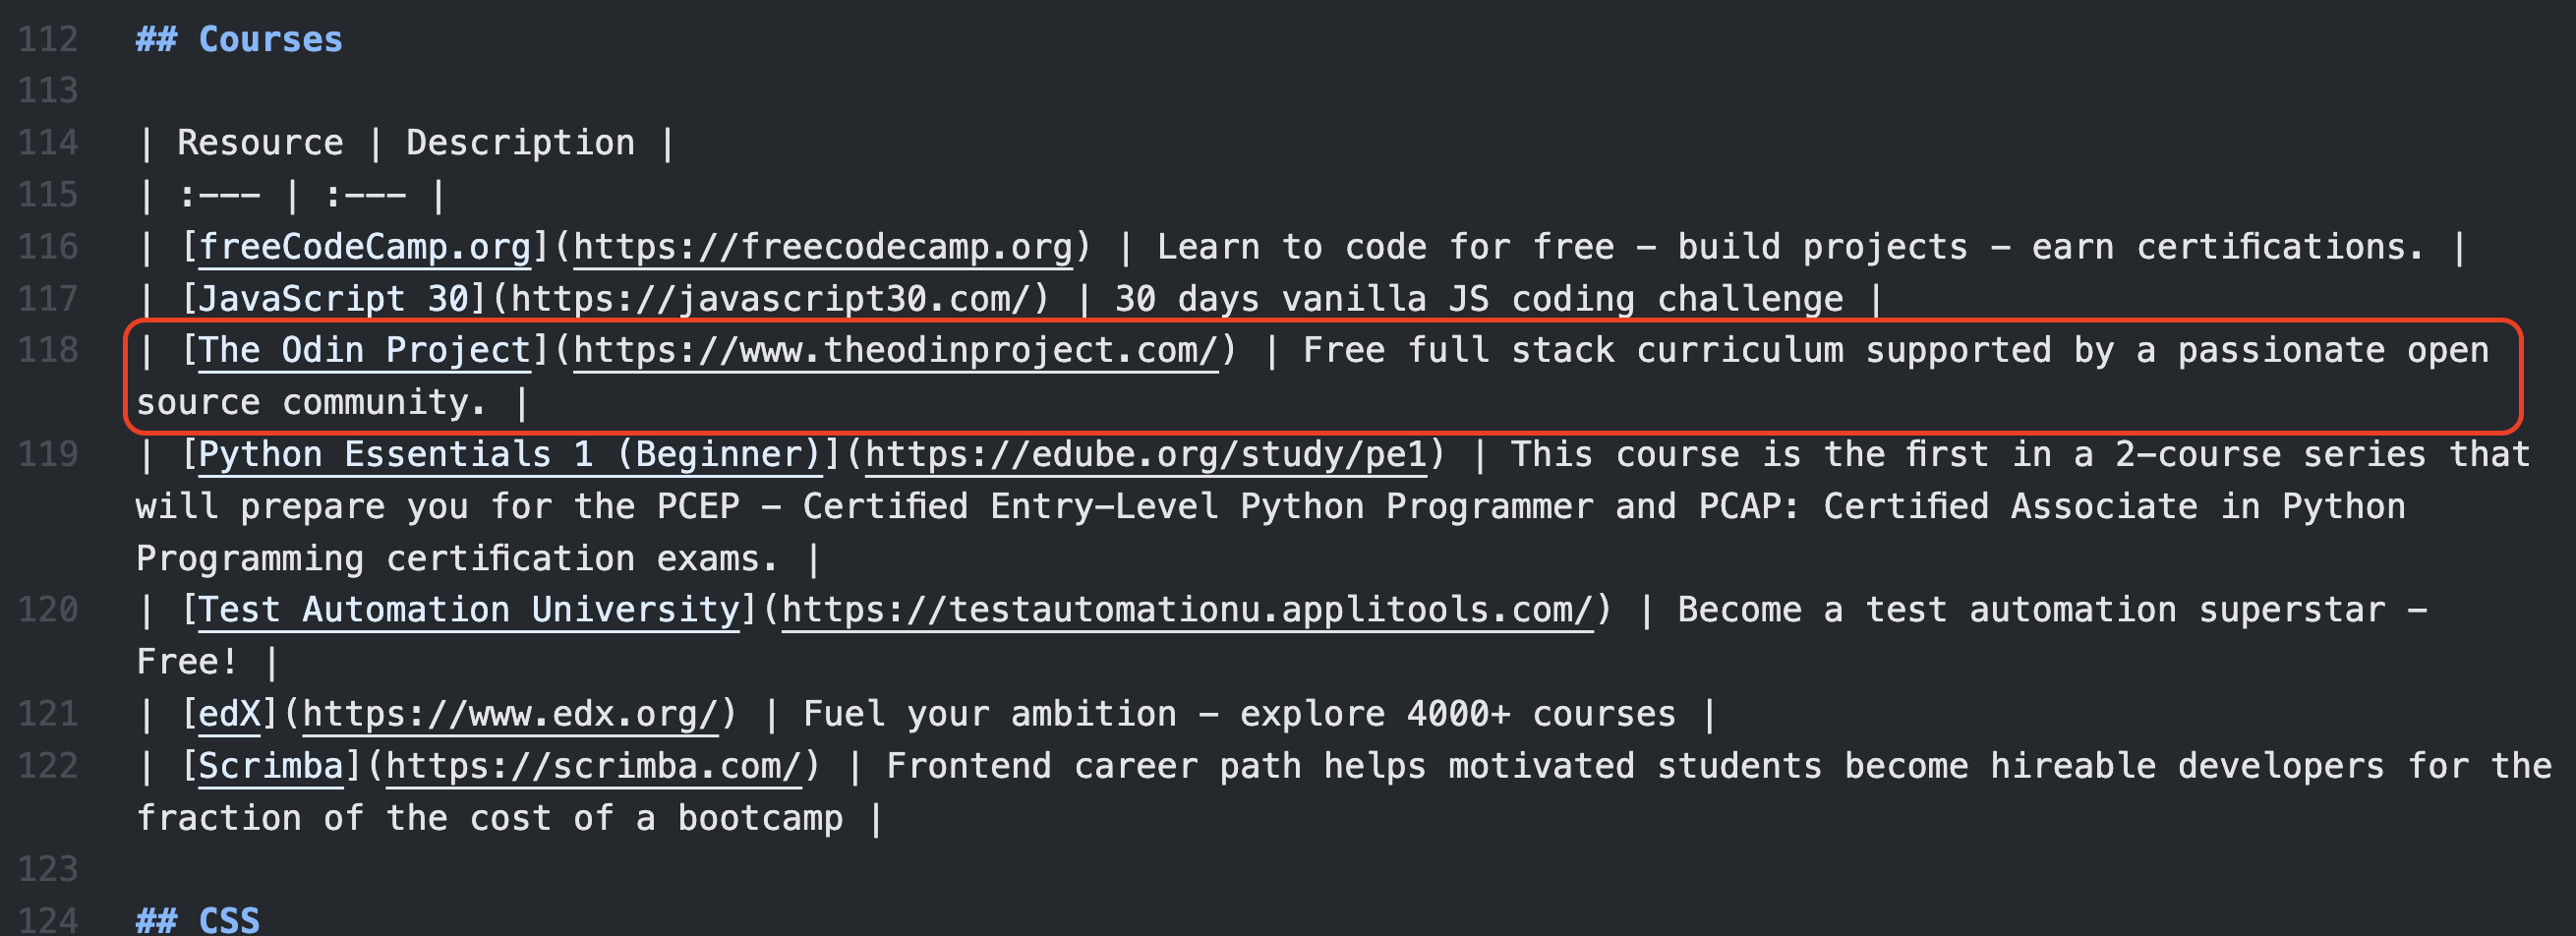 112 ## Courses
113
114 | Resource | Description |
115 | :--- | :--- |
116 | [freeCodeCamp.org](https://freecodecamp.org) | Learn to code for free - build projects - earn certifications. |
117 | [JavaScript 30](https://javascript30.com/) | 30 days vanilla JS coding challenge |
118 | [The Odin Project](https://www.theodinproject.com/) | Free full stack curriculum supported by a passionate open
source community. |
119 | [Python Essentials 1 (Beginner)](https://edube.org/study/pe1) | This course is the first in a 2-course series that
will prepare you for the PCEP - Certified Entry-Level Python Programmer and PCAP: Certified Associate in Python
Programming certification exams. |
120 | [Test Automation University](https://testautomationu.applitools.com/) | Become a test automation superstar -
Free! |
121 | [edX](https://www.edx.org/) | Fuel your ambition - explore 4000+ courses |
122 | [Scrimba](https://scrimba.com/) | Frontend career path helps motivated students become hireable developers for the
fraction of the cost of a bootcamp |
123
124 ## CSS